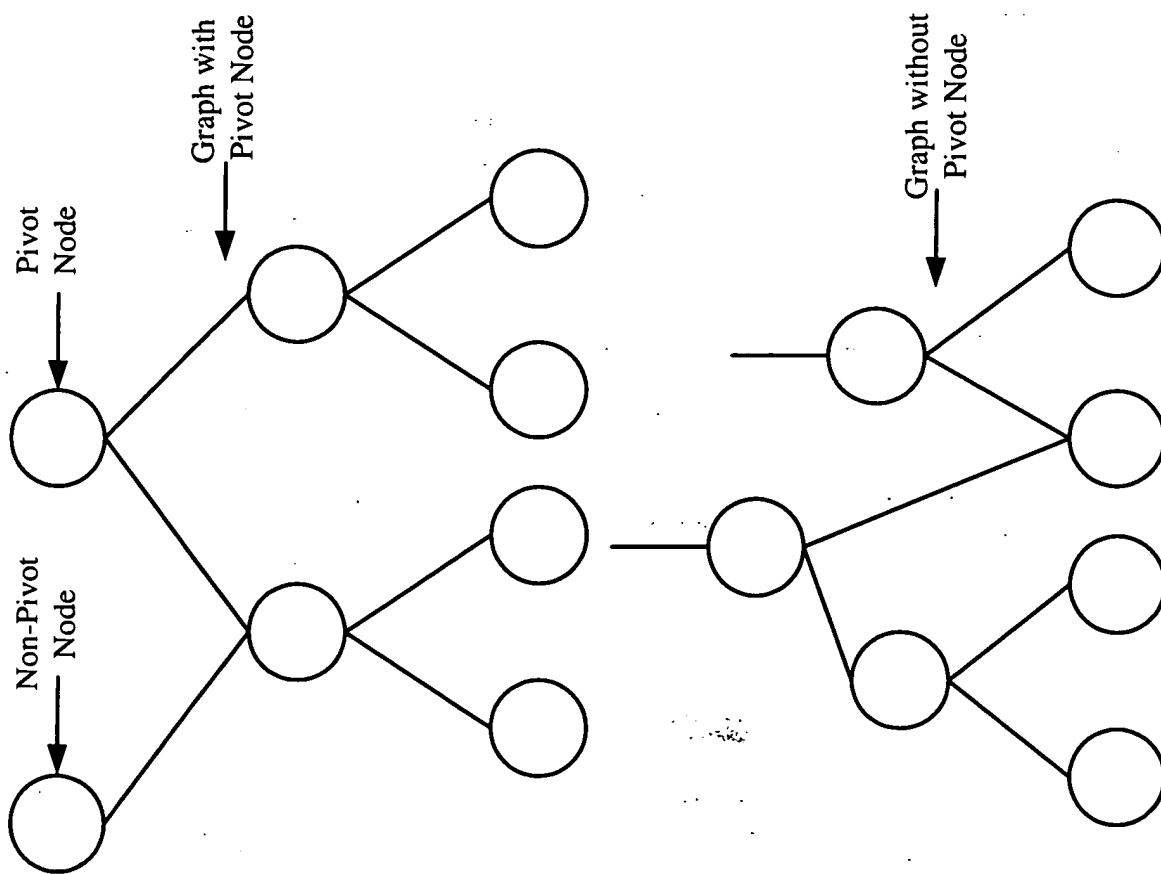 Non-Pivot
Node
Pivot
Node
Graph with
Pivot Node
Graph without
Pivot Node